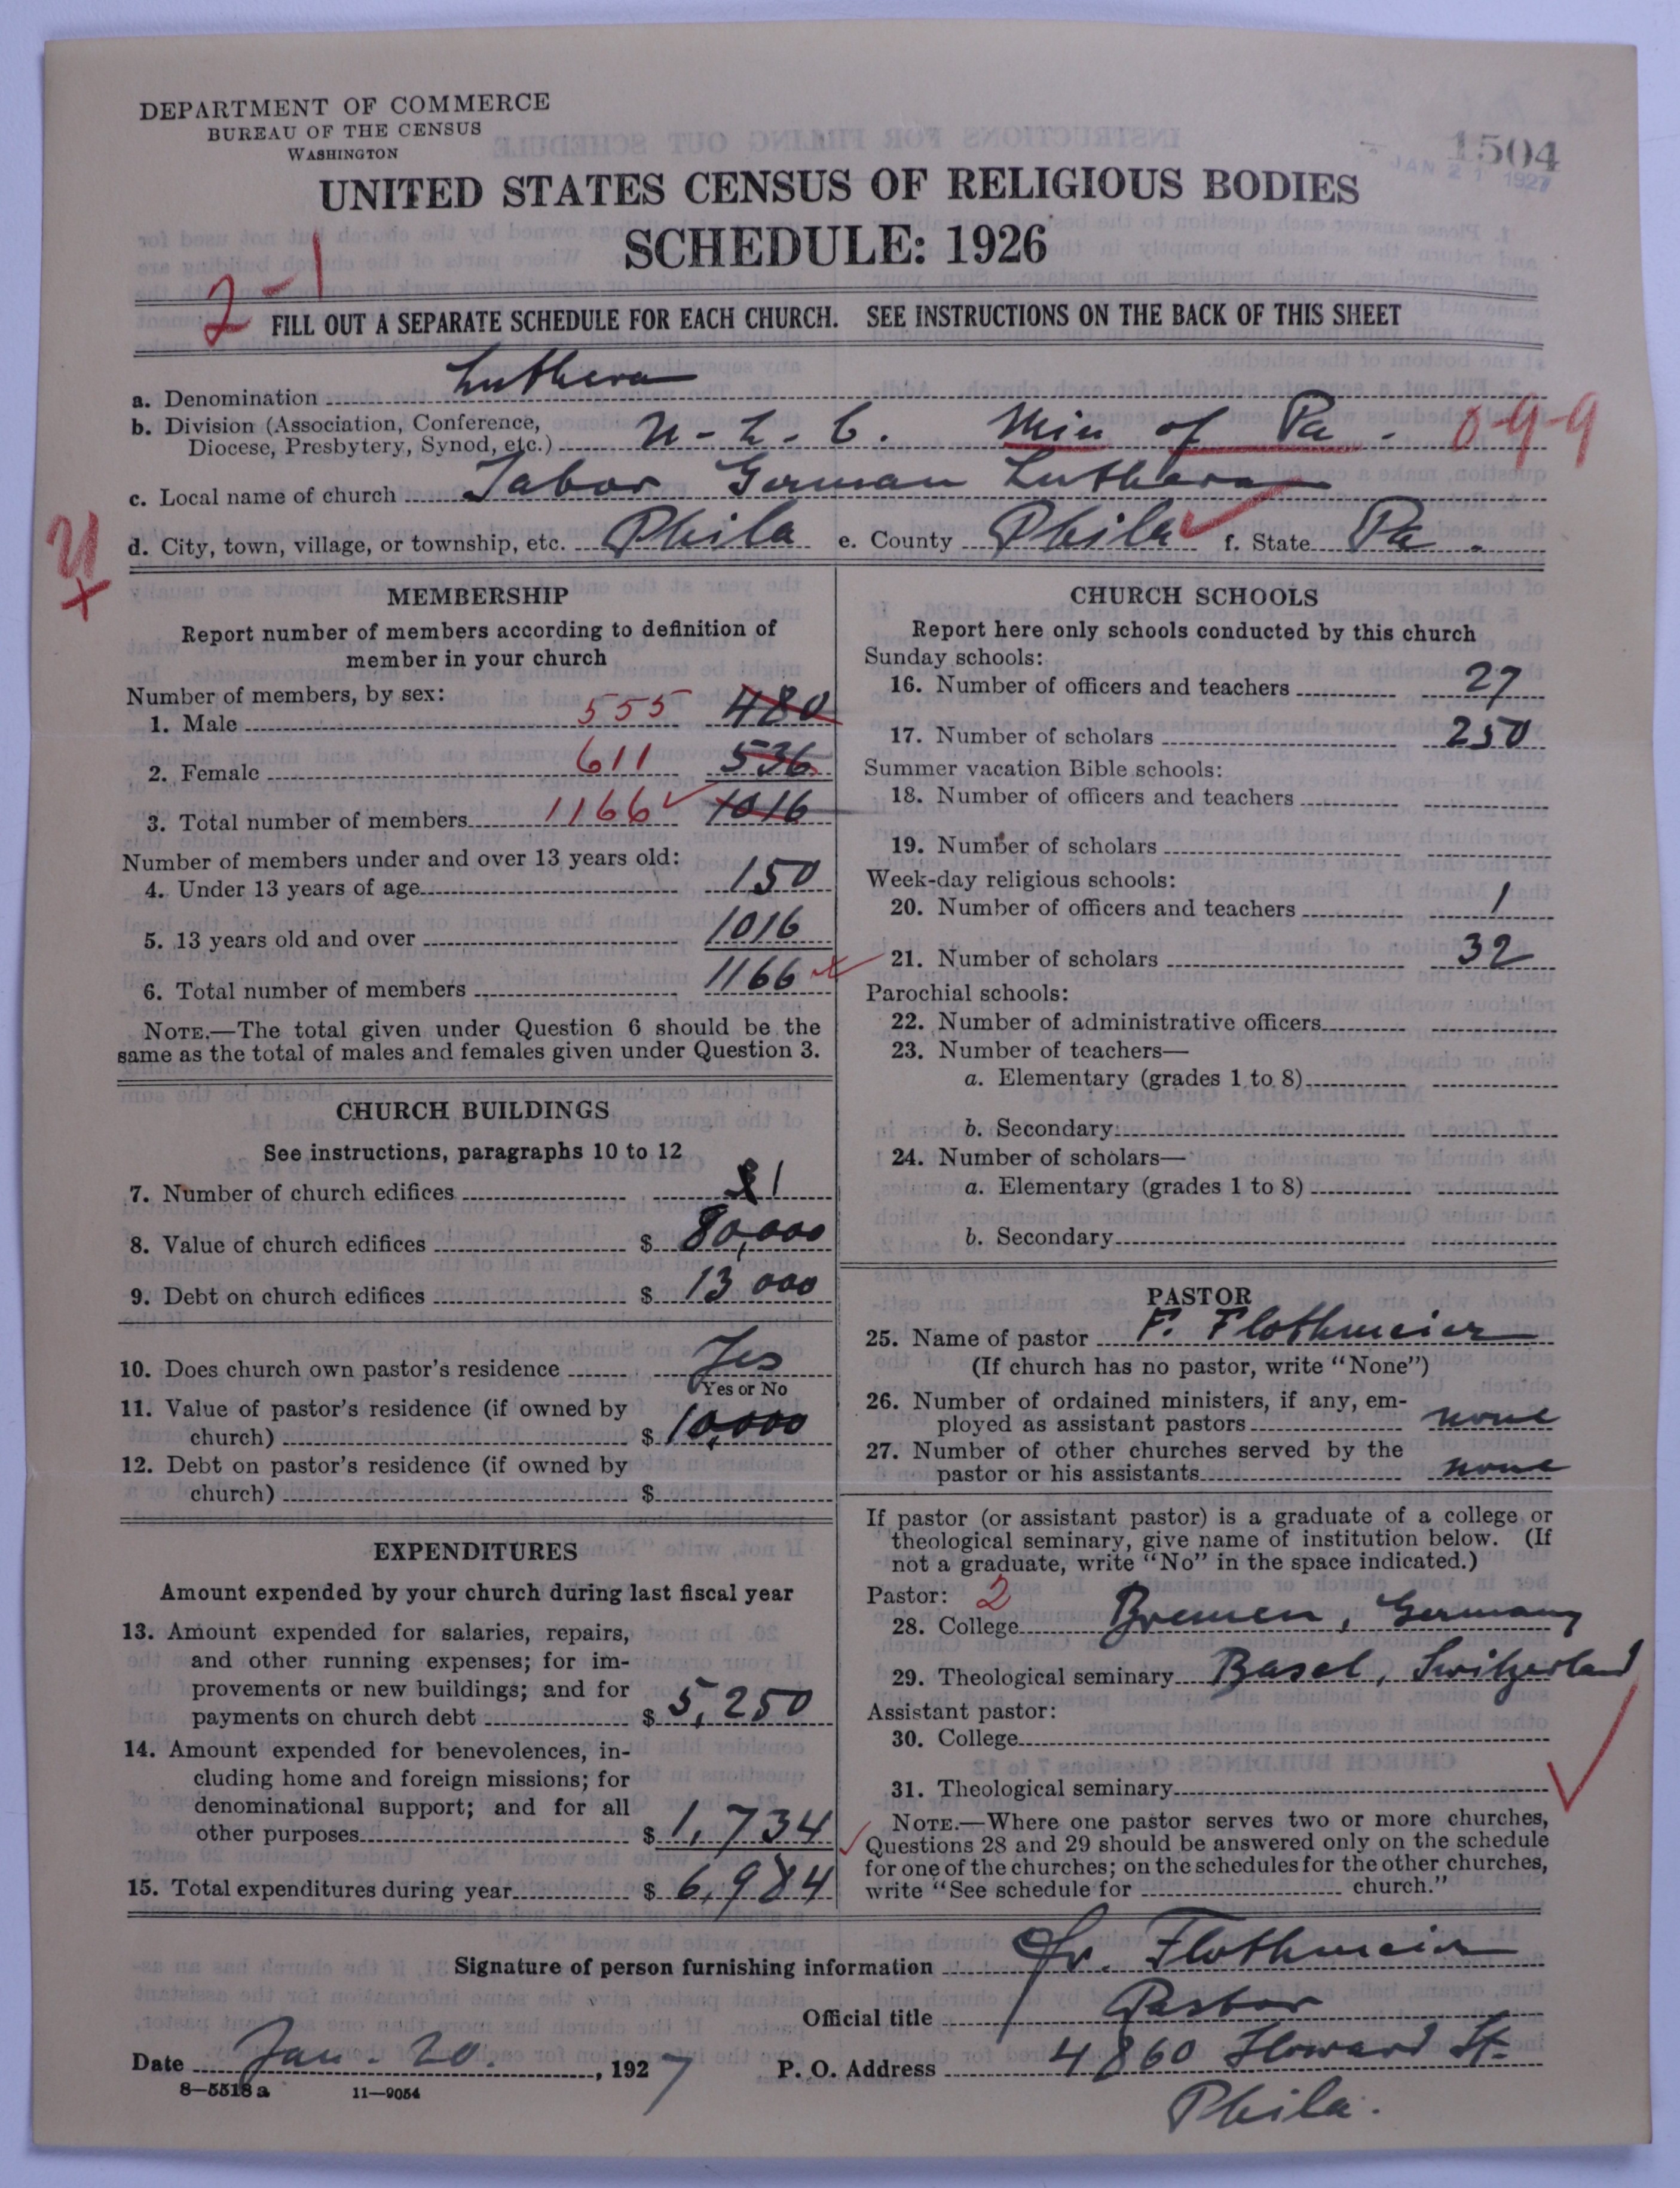 DEPARTMENT OF COMMERCE
BUREAU OF THE CENSUS
WASHINGTON
1504
JAN 21 1927
UNITED STATES CENSUS OF RELIGIOUS BODIES
SCHEDULE: 1926
2-1
FILL OUT A SEPARATE SCHEDULE FOR EACH CHURCH. SEE INSTRUCTIONS ON THE BACK OF THIS SHEET
a. Denomination Luthera
b. Division (Association, Conference,
Diocese, Presbytery, Synod, etc.) U-L-C. Min of Pa. 0-9-9
c. Local name of church Tabor German Lutheran
d. City, town, village, or township, etc. Phila e. County Phila f. State Pa.
U
MEMBERSHIP
Report number of members according to definition of
member in your church
Number of members, by sex:
1. Male 555 480
2. Female 611 536
3. Total number of members 1166 1016
Number of members under and over 13 years old:
4. Under 13 years of age 150
5. 13 years old and over 1016
6. Total number of members 1166
NOTE.—The total given under Question 6 should be the
same as the total of males and females given under Question 3.
CHURCH BUILDINGS
See instructions, paragraphs 10 to 12
7. Number of church edifices 1
8. Value of church edifices $ 80,000
9. Debt on church edifices $ 13 000
10. Does church own pastor's residence Yes
Yes or No
11. Value of pastor's residence (if owned by
church) $ 10,000
12. Debt on pastor's residence (if owned by
church) $
EXPENDITURES
Amount expended by your church during last fiscal year
13. Amount expended for salaries, repairs,
and other running expenses; for im-
provements or new buildings; and for
payments on church debt $ 5,250
14. Amount expended for benevolences, in-
cluding home and foreign missions; for
denominational support; and for all
other purposes $ 1,734
15. Total expenditures during year $ 6,984
CHURCH SCHOOLS
Report here only schools conducted by this church
Sunday schools:
16. Number of officers and teachers 27
17. Number of scholars 250
Summer vacation Bible schools:
18. Number of officers and teachers
19. Number of scholars
Week-day religious schools:
20. Number of officers and teachers 1
21. Number of scholars 32
Parochial schools:
22. Number of administrative officers
23. Number of teachers—
a. Elementary (grades 1 to 8)
b. Secondary
24. Number of scholars—
a. Elementary (grades 1 to 8)
b. Secondary
PASTOR
25. Name of pastor F. Flothmeier
(If church has no pastor, write "None")
26. Number of ordained ministers, if any, em-
ployed as assistant pastors none
27. Number of other churches served by the
pastor or his assistants none
If pastor (or assistant pastor) is a graduate of a college or
theological seminary, give name of institution below. (If
not a graduate, write "No" in the space indicated.)
Pastor: 2
28. College Bremen, Germany
29. Theological seminary Basel, Switzerland
Assistant pastor:
30. College
31. Theological seminary
NOTE.—Where one pastor serves two or more churches,
Questions 28 and 29 should be answered only on the schedule
for one of the churches; on the schedules for the other churches,
write "See schedule for church."
Signature of person furnishing information Fr. Flothmeier
Official title Pastor
Date Jan. 20. , 1927 P. O. Address 4860 Howard St.
Phila.
8—5518 a 11—9054